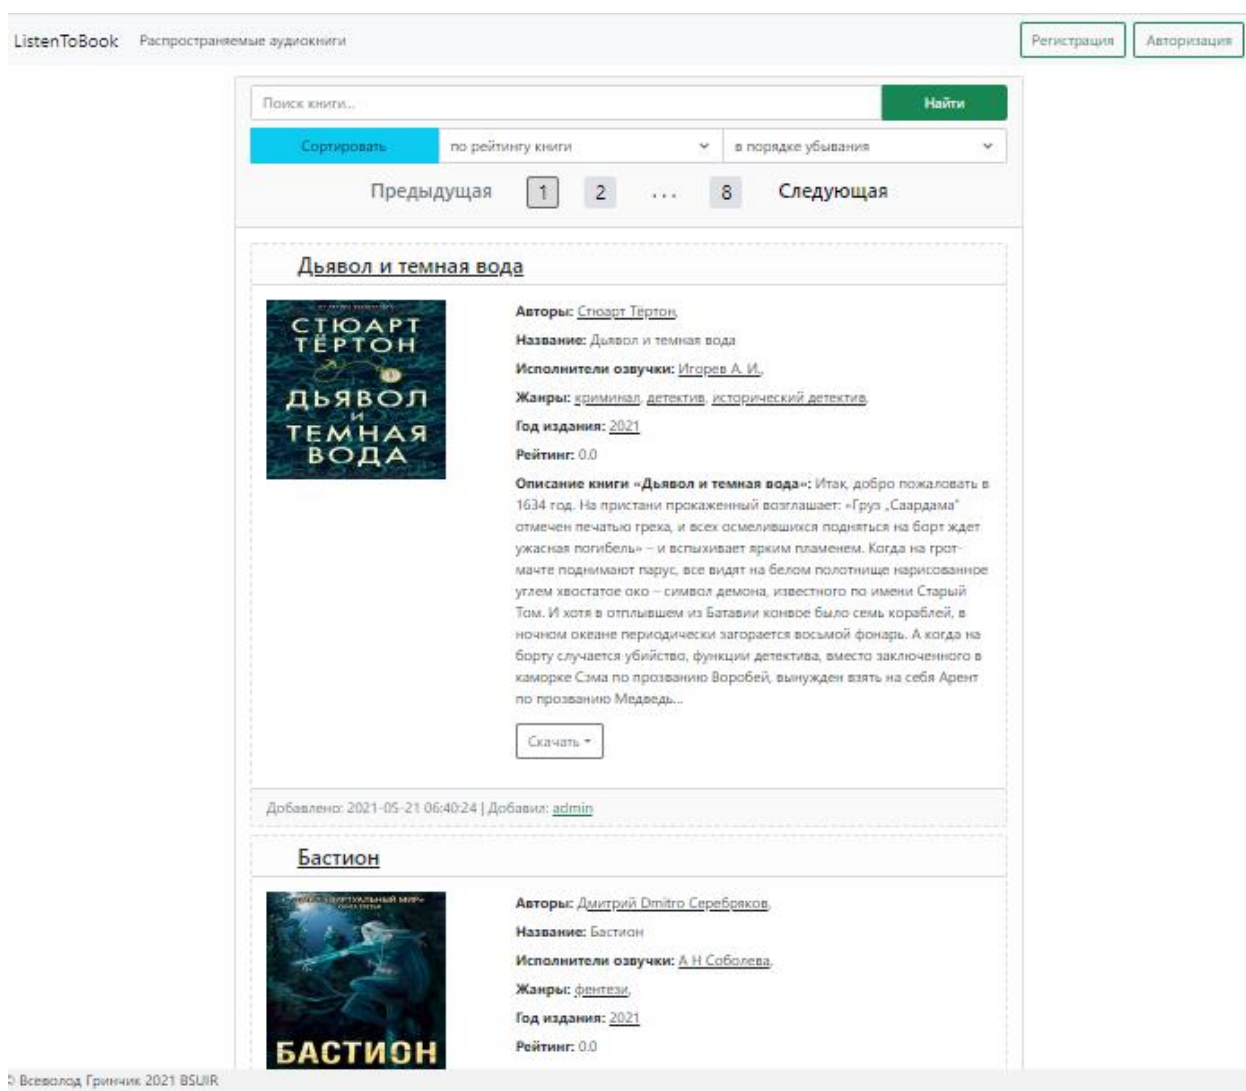 ListenToBook Распространяемые аудиокниги Регистрация Авторизация
Поиск книги... Найти
Сортировать по рейтингу книги в порядке убывания
Предыдущая 1 2 ... 8 Следующая
Дьявол и темная вода
СТЮАРТ
ТЁРТОН
ДЬЯВОЛ
И
ТЕМНАЯ
ВОДА
Авторы: Стюарт Тёртон,
Название: Дьявол и темная вода
Исполнители озвучки: Игорев А. И.,
Жанры: криминал, детектив, исторический детектив,
Год издания: 2021
Рейтинг: 0.0
Описание книги «Дьявол и темная вода»: Итак, добро пожаловать в
1634 год. На пристани прокаженный возглашает: «Груз „Саардама“
отмечен печатью греха, и всех осмелившихся подняться на борт ждет
ужасная погибель» – и вспыхивает ярким пламенем. Когда на грот-
мачте поднимают парус, все видят на белом полотнище нарисованное
углем хвостатое око – символ демона, известного по имени Старый
Том. И хотя в отплывшем из Батавии конвое было семь кораблей, в
ночном океане периодически загорается восьмой фонарь. А когда на
борту случается убийство, функции детектива, вместо заключенного в
каморке Сэма по прозванию Воробей, вынужден взять на себя Арент
по прозванию Медведь...
Скачать
Добавлено: 2021-05-21 06:40:24 | Добавил: admin
Бастион
БАСТИОН
Авторы: Дмитрий Dmitro Серебряков,
Название: Бастион
Исполнители озвучки: А Н Соболева,
Жанры: фентези,
Год издания: 2021
Рейтинг: 0.0
© Всеволод Гринчик 2021 BSUIR